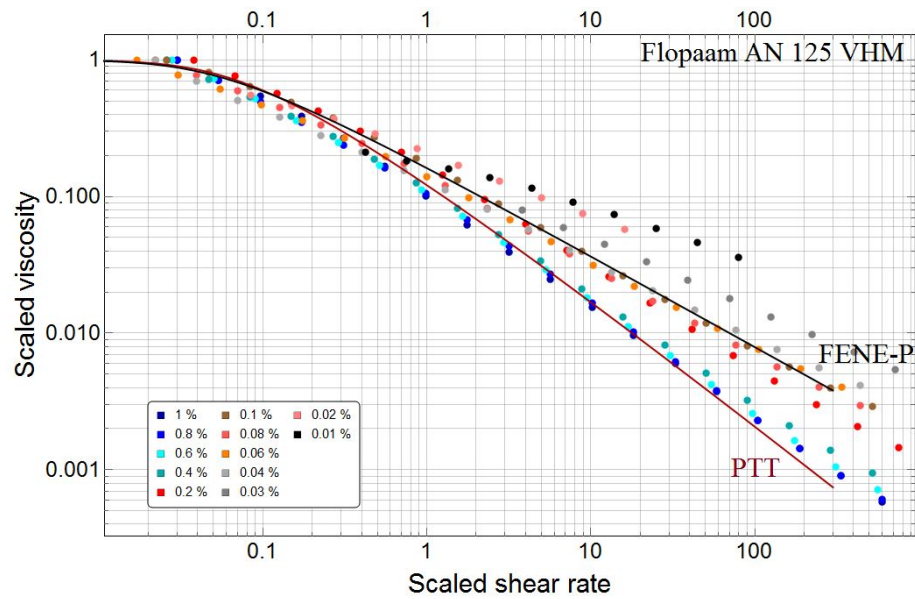 0.1 1 10 100
Flopaam AN 125 VHM
1
0.100
0.010
0.001
Scaled viscosity
FENE-P
PTT
1 % 0.1 % 0.02 %
0.8 % 0.08 % 0.01 %
0.6 % 0.06 %
0.4 % 0.04 %
0.2 % 0.03 %
0.1 1 10 100
Scaled shear rate